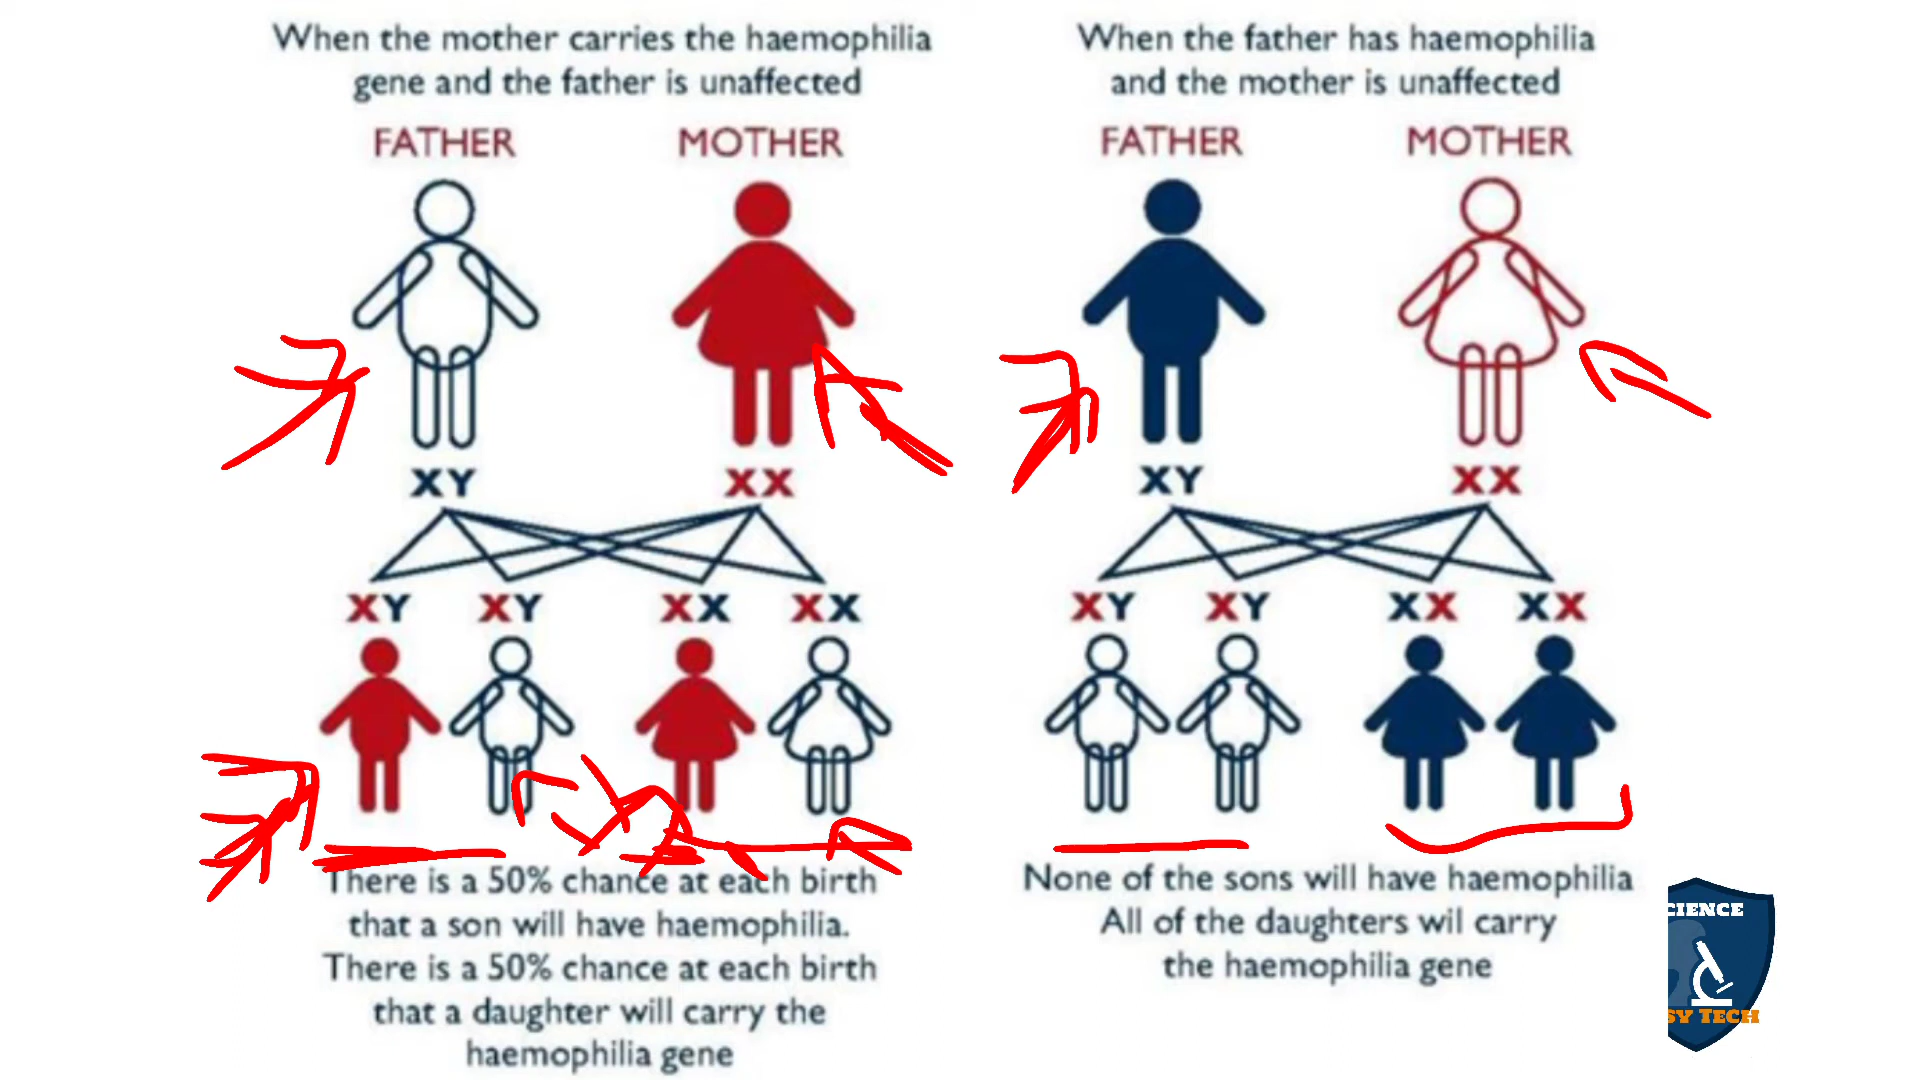 When the mother carries the haemophilia
gene and the father is unaffected
FATHER MOTHER
XY XX
XY XY XX XX
There is a 50% chance at each birth
that a son will have haemophilia.
There is a 50% chance at each birth
that a daughter will carry the
haemophilia gene
When the father has haemophilia
and the mother is unaffected
FATHER MOTHER
XY XX
XY XY XX XX
None of the sons will have haemophilia
All of the daughters wil carry
the haemophilia gene
CIENCE
SY TECH